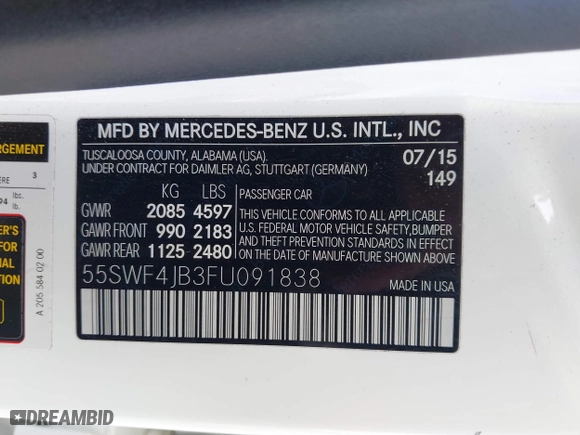 MFD BY MERCEDES-BENZ U.S. INTL., INC
TUSCALOOSA COUNTY, ALABAMA (USA). 07/15
UNDER CONTRACT FOR DAIMLER AG, STUTTGART (GERMANY) 149
KG LBS PASSENGER CAR
GVWR 2085 4597
GAWR FRONT 990 2183
GAWR REAR 1125 2480
THIS VEHICLE CONFORMS TO ALL APPLICABLE
U.S. FEDERAL MOTOR VEHICLE SAFETY,BUMPER
AND THEFT PREVENTION STANDARDS IN EFFECT
ON THE DATE OF MANUFACTURE SHOWN ABOVE.
55SWF4JB3FU091838 MADE IN USA
3
lbc.
lb.
A 205 584 02 00
DREAMBID